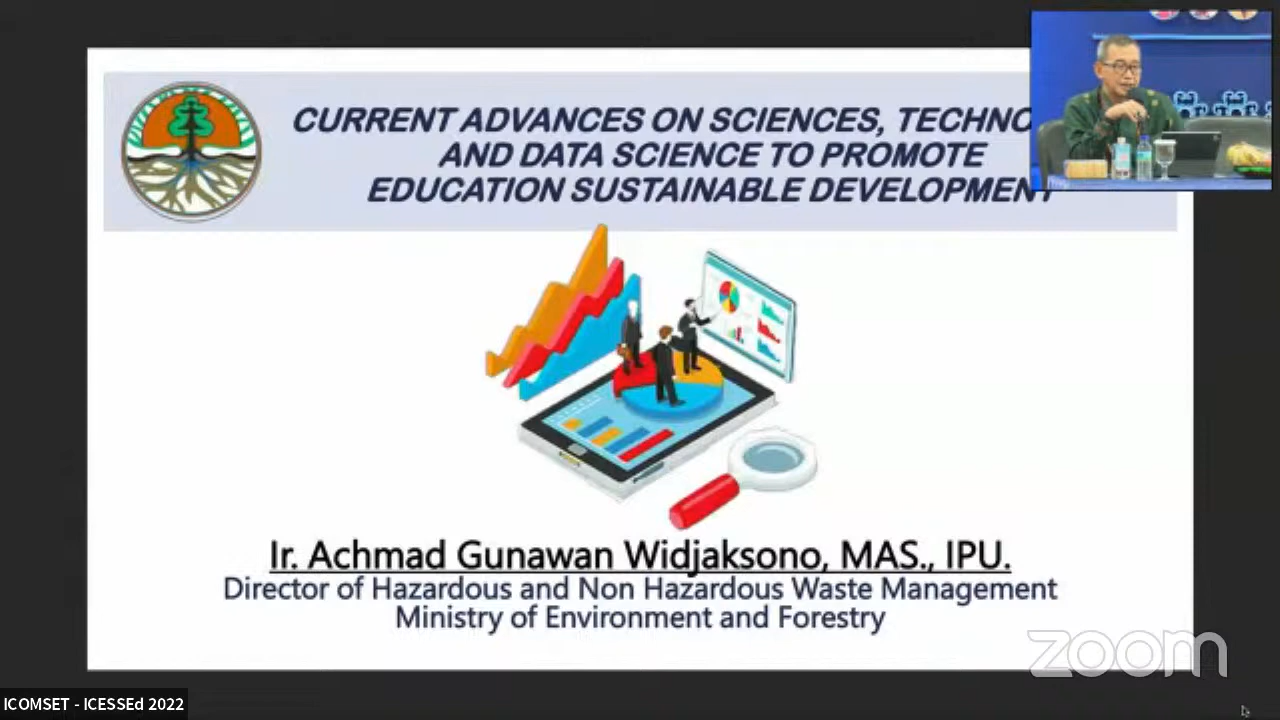 CURRENT ADVANCES ON SCIENCES, TECHNO
AND DATA SCIENCE TO PROMOTE
EDUCATION SUSTAINABLE DEVELOPMENT
Ir. Achmad Gunawan Widjaksono, MAS., IPU.
Director of Hazardous and Non Hazardous Waste Management
Ministry of Environment and Forestry
zoom
ICOMSET - ICESSEd 2022